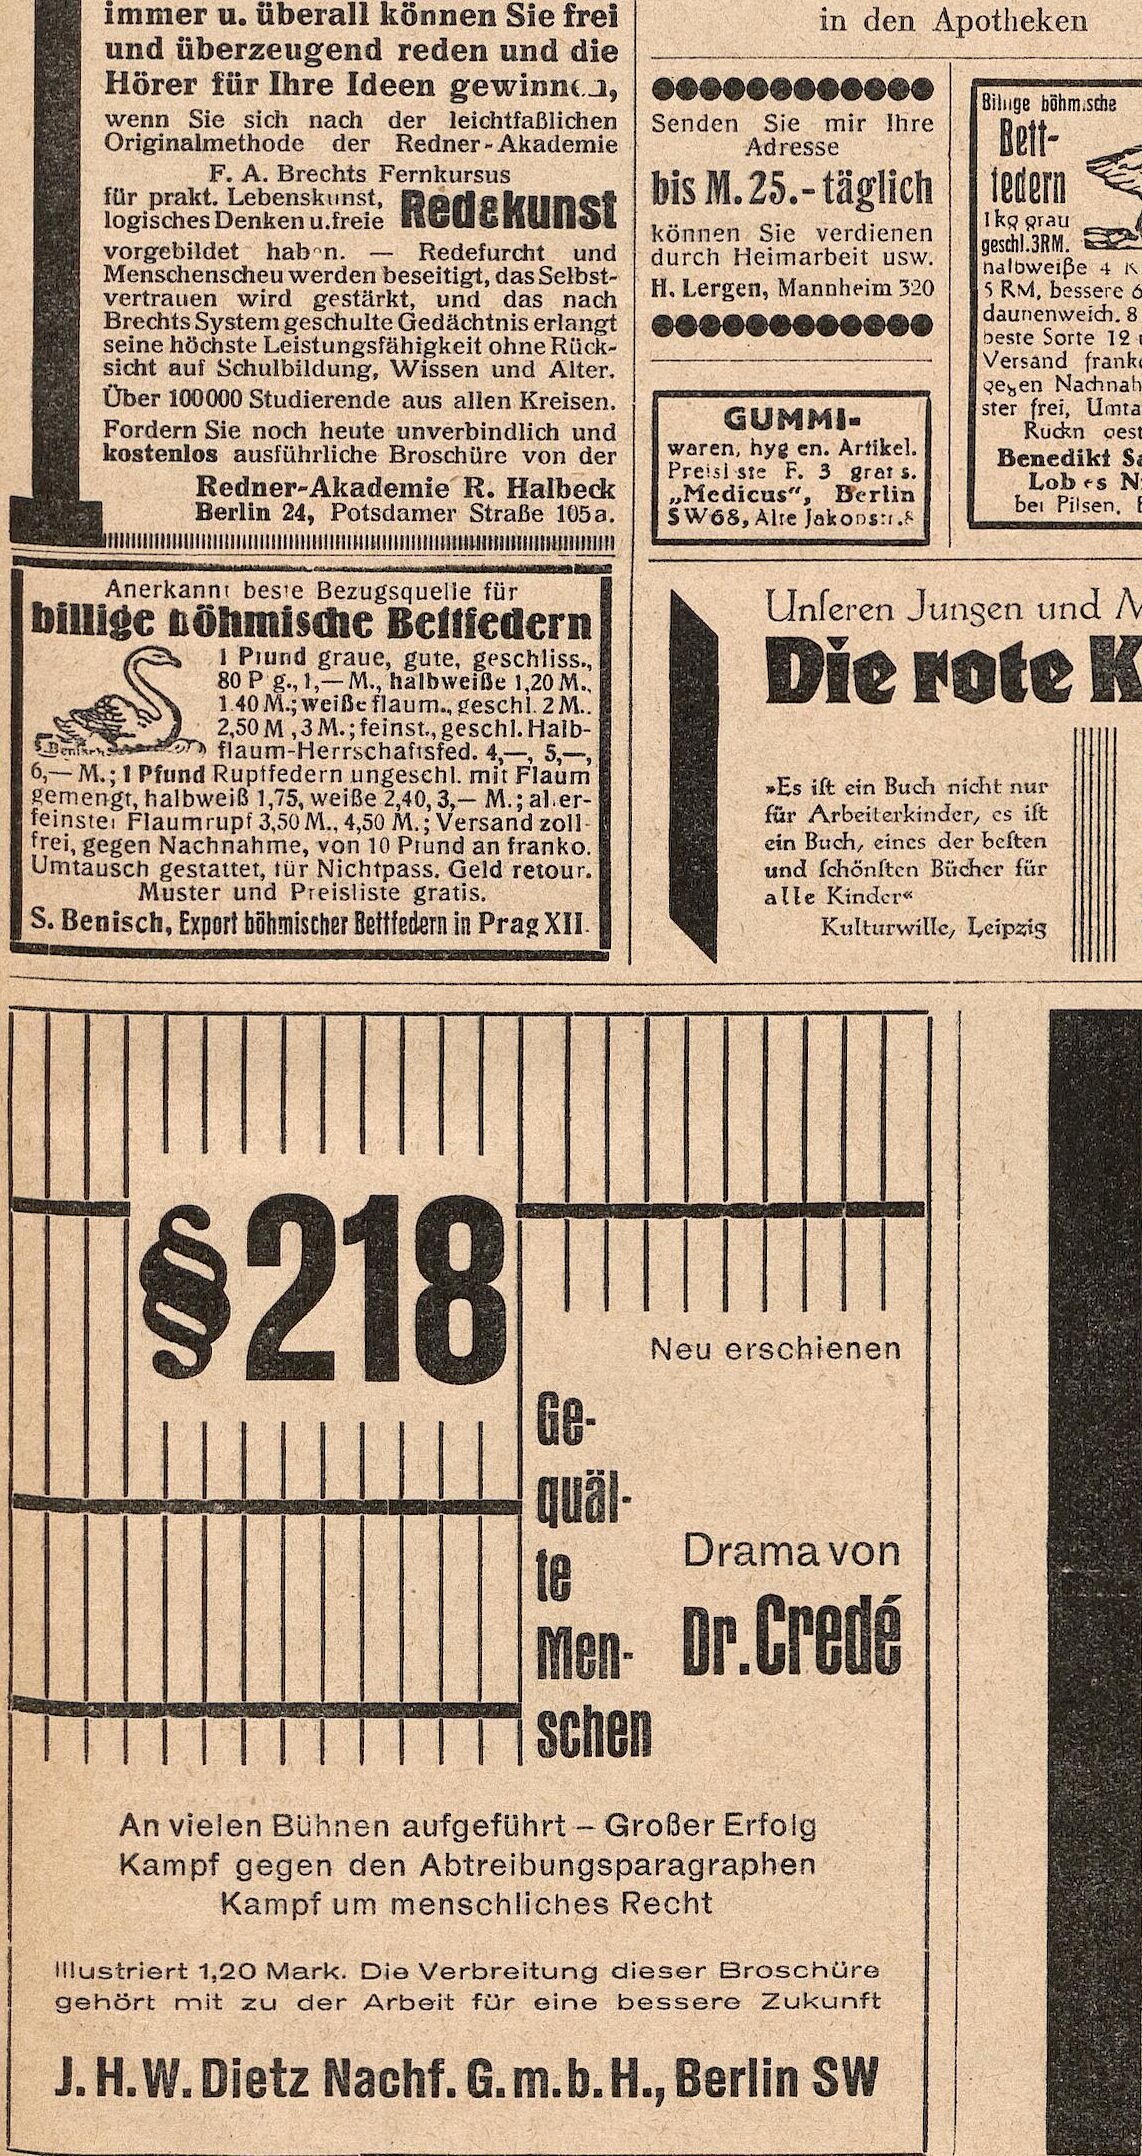 immer u. überall können Sie frei
und überzeugend reden und die
Hörer für Ihre Ideen
wenn Sie sich nach der leichtfaßlichen
Originalmethode der Redner-Akademie
F. A. Brechts Fernkursus
für prakt. Lebenskunst,
logisches Denken u. freie
Redekunst
vorgebildet haben. — Redefurcht und
Menschenscheu werden beseitigt, das Selbst-
vertrauen wird gestärkt, und das nach
Brechts System geschulte Gedächtnis erlangt
seine höchste Leistungsfähigkeit ohne Rück-
sicht auf Schulbildung, Wissen und Alter.
Über 100000 Studierende aus allen Kreisen.
Fordern Sie noch heute unverbindlich und
kostenlos ausführliche Broschüre von der
Redner-Akademie R. Halbeck
Berlin 24, Potsdamer Straße 105a.
Anerkannt beste Bezugsquelle für
billige böhmische Bettfedern
1 Pfund graue, gute, geschliss.,
80 Pfg., 1,— M., halbweiße 1,20 M.,
1.40 M.; weiße flaum., geschl. 2 M.,
2,50 M., 3 M.; feinst., geschl. Halb-
flaum-Herrschaftsfed. 4,—, 5,—,
6,— M.; 1 Pfund Rupffedern ungeschl. mit Flaum
gemengt, halbweiß 1,75, weiße 2,40, 3,— M.; aller-
feinster Flaumrupf 3,50 M., 4,50 M.; Versand zoll-
frei, gegen Nachnahme, von 10 Pfund an franko.
Umtausch gestattet, für Nichtpass. Geld retour.
Muster und Preisliste gratis.
S. Benisch, Export böhmischer Bettfedern in Prag XII.
in den Apotheken
Senden Sie mir Ihre
Adresse
bis M. 25.- täglich
können Sie verdienen
durch Heimarbeit usw.
H. Lergen, Mannheim 320
GUMMI-
waren, hygien. Artikel.
Preisliste F. 3 gratis.
„Medicus“, Berlin
SW68, Alte Jakobstr. 8
Billige böhmische
Bett-
federn
1 kg grau
geschl. 3 RM.
halbweiße 4
5 RM, bessere 6
daunenweich. 8
beste Sorte 12
Versand
gegen
ster frei,
Rückn
Benedikt
bei Pilsen,
Unseren Jungen und M
Die rote K
»Es ist ein Buch nicht nur
für Arbeiterkinder, es ist
ein Buch, eines der besten
und schönsten Bücher für
alle Kinder«
Kulturwille, Leipzig
§ 218
Neu erschienen
Ge-
quäl-
te
Men-
schen
Drama von
Dr. Credé
An vielen Bühnen aufgeführt – Großer Erfolg
Kampf gegen den Abtreibungsparagraphen
Kampf um menschliches Recht
Illustriert 1,20 Mark. Die Verbreitung dieser Broschüre
gehört mit zu der Arbeit für eine bessere Zukunft
J. H. W. Dietz Nachf. G. m. b. H., Berlin SW